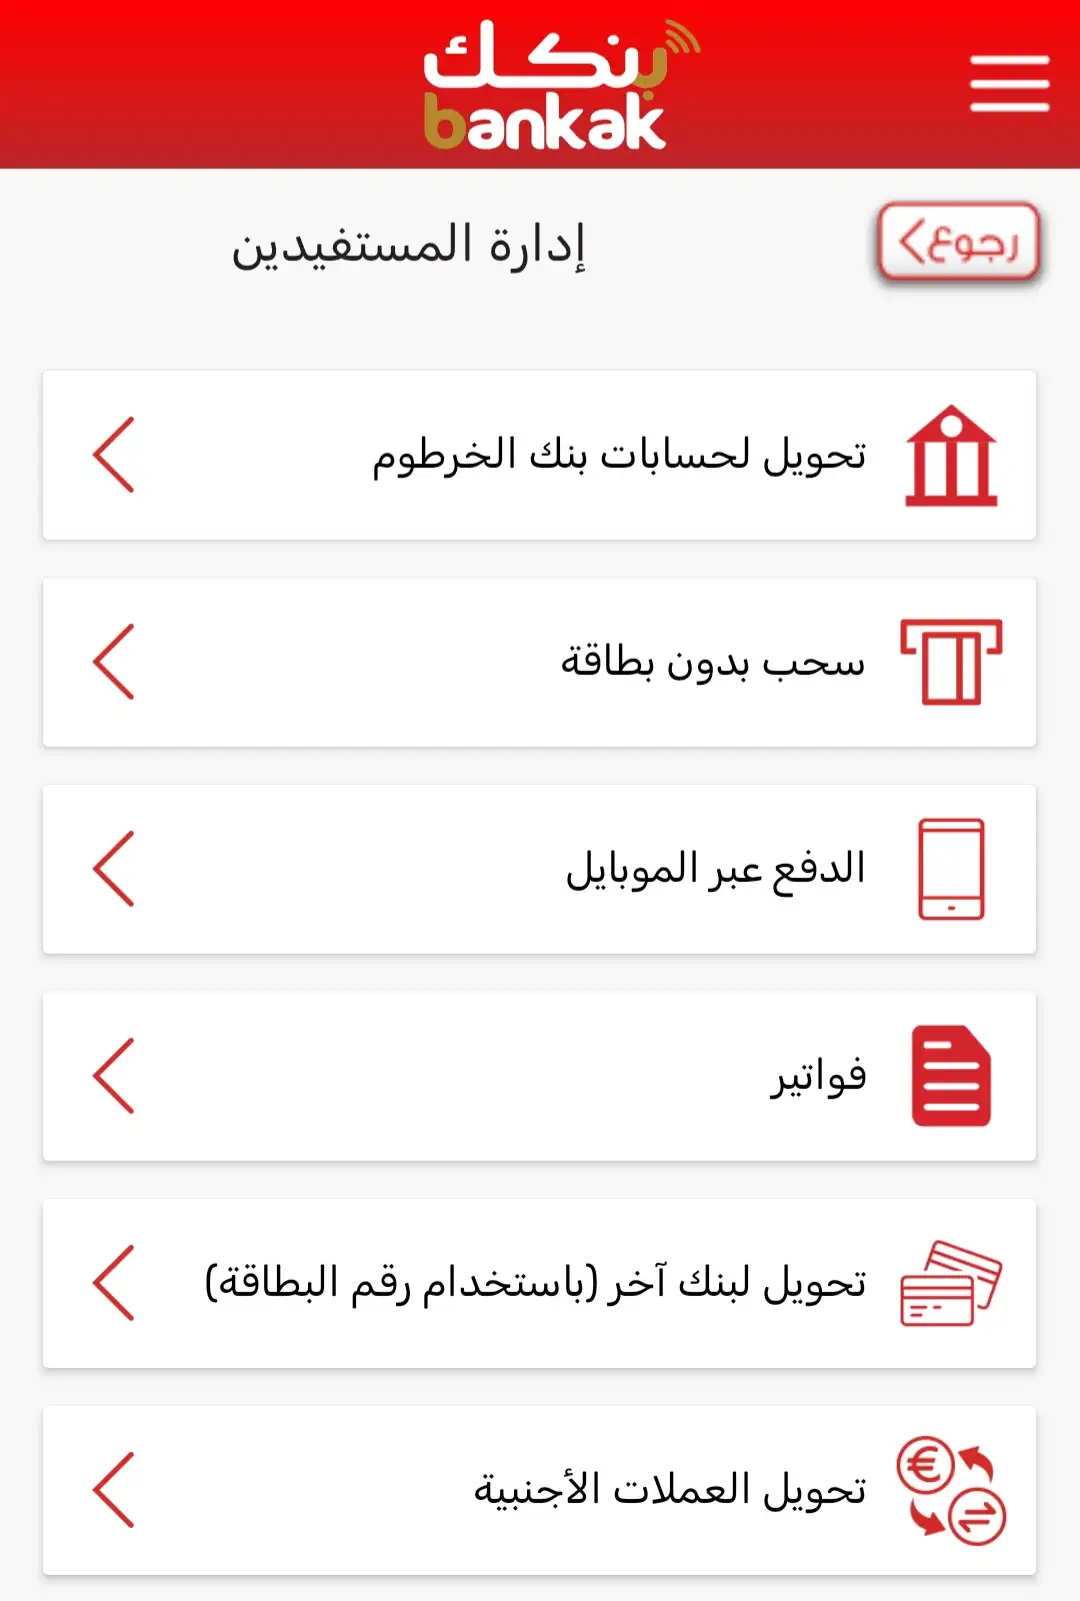 بنكك
bankak
رجوع
إدارة المستفيدين
تحويل لحسابات بنك الخرطوم
سحب بدون بطاقة
الدفع عبر الموبايل
فواتير
تحويل لبنك آخر (باستخدام رقم البطاقة)
تحويل العملات الأجنبية